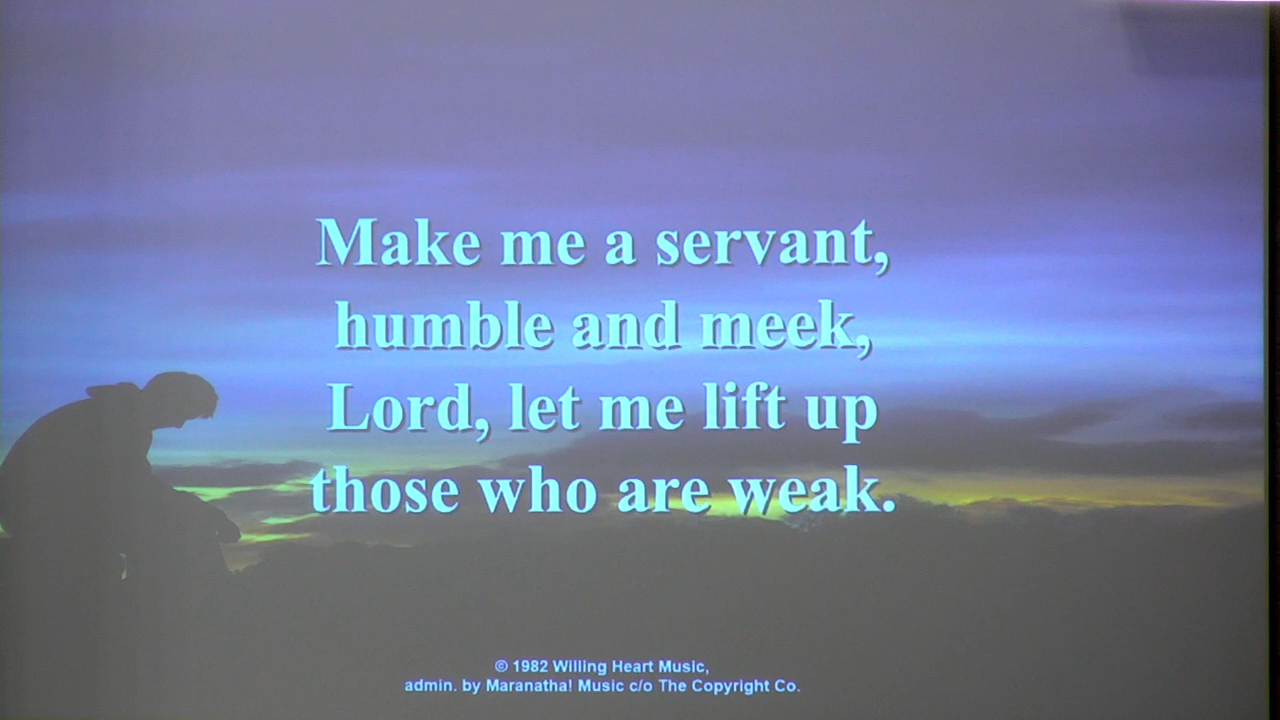 Make me a servant,
humble and meek,
Lord, let me lift up
those who are weak.
© 1982 Willing Heart Music,
admin. by Maranatha! Music c/o The Copyright Co.